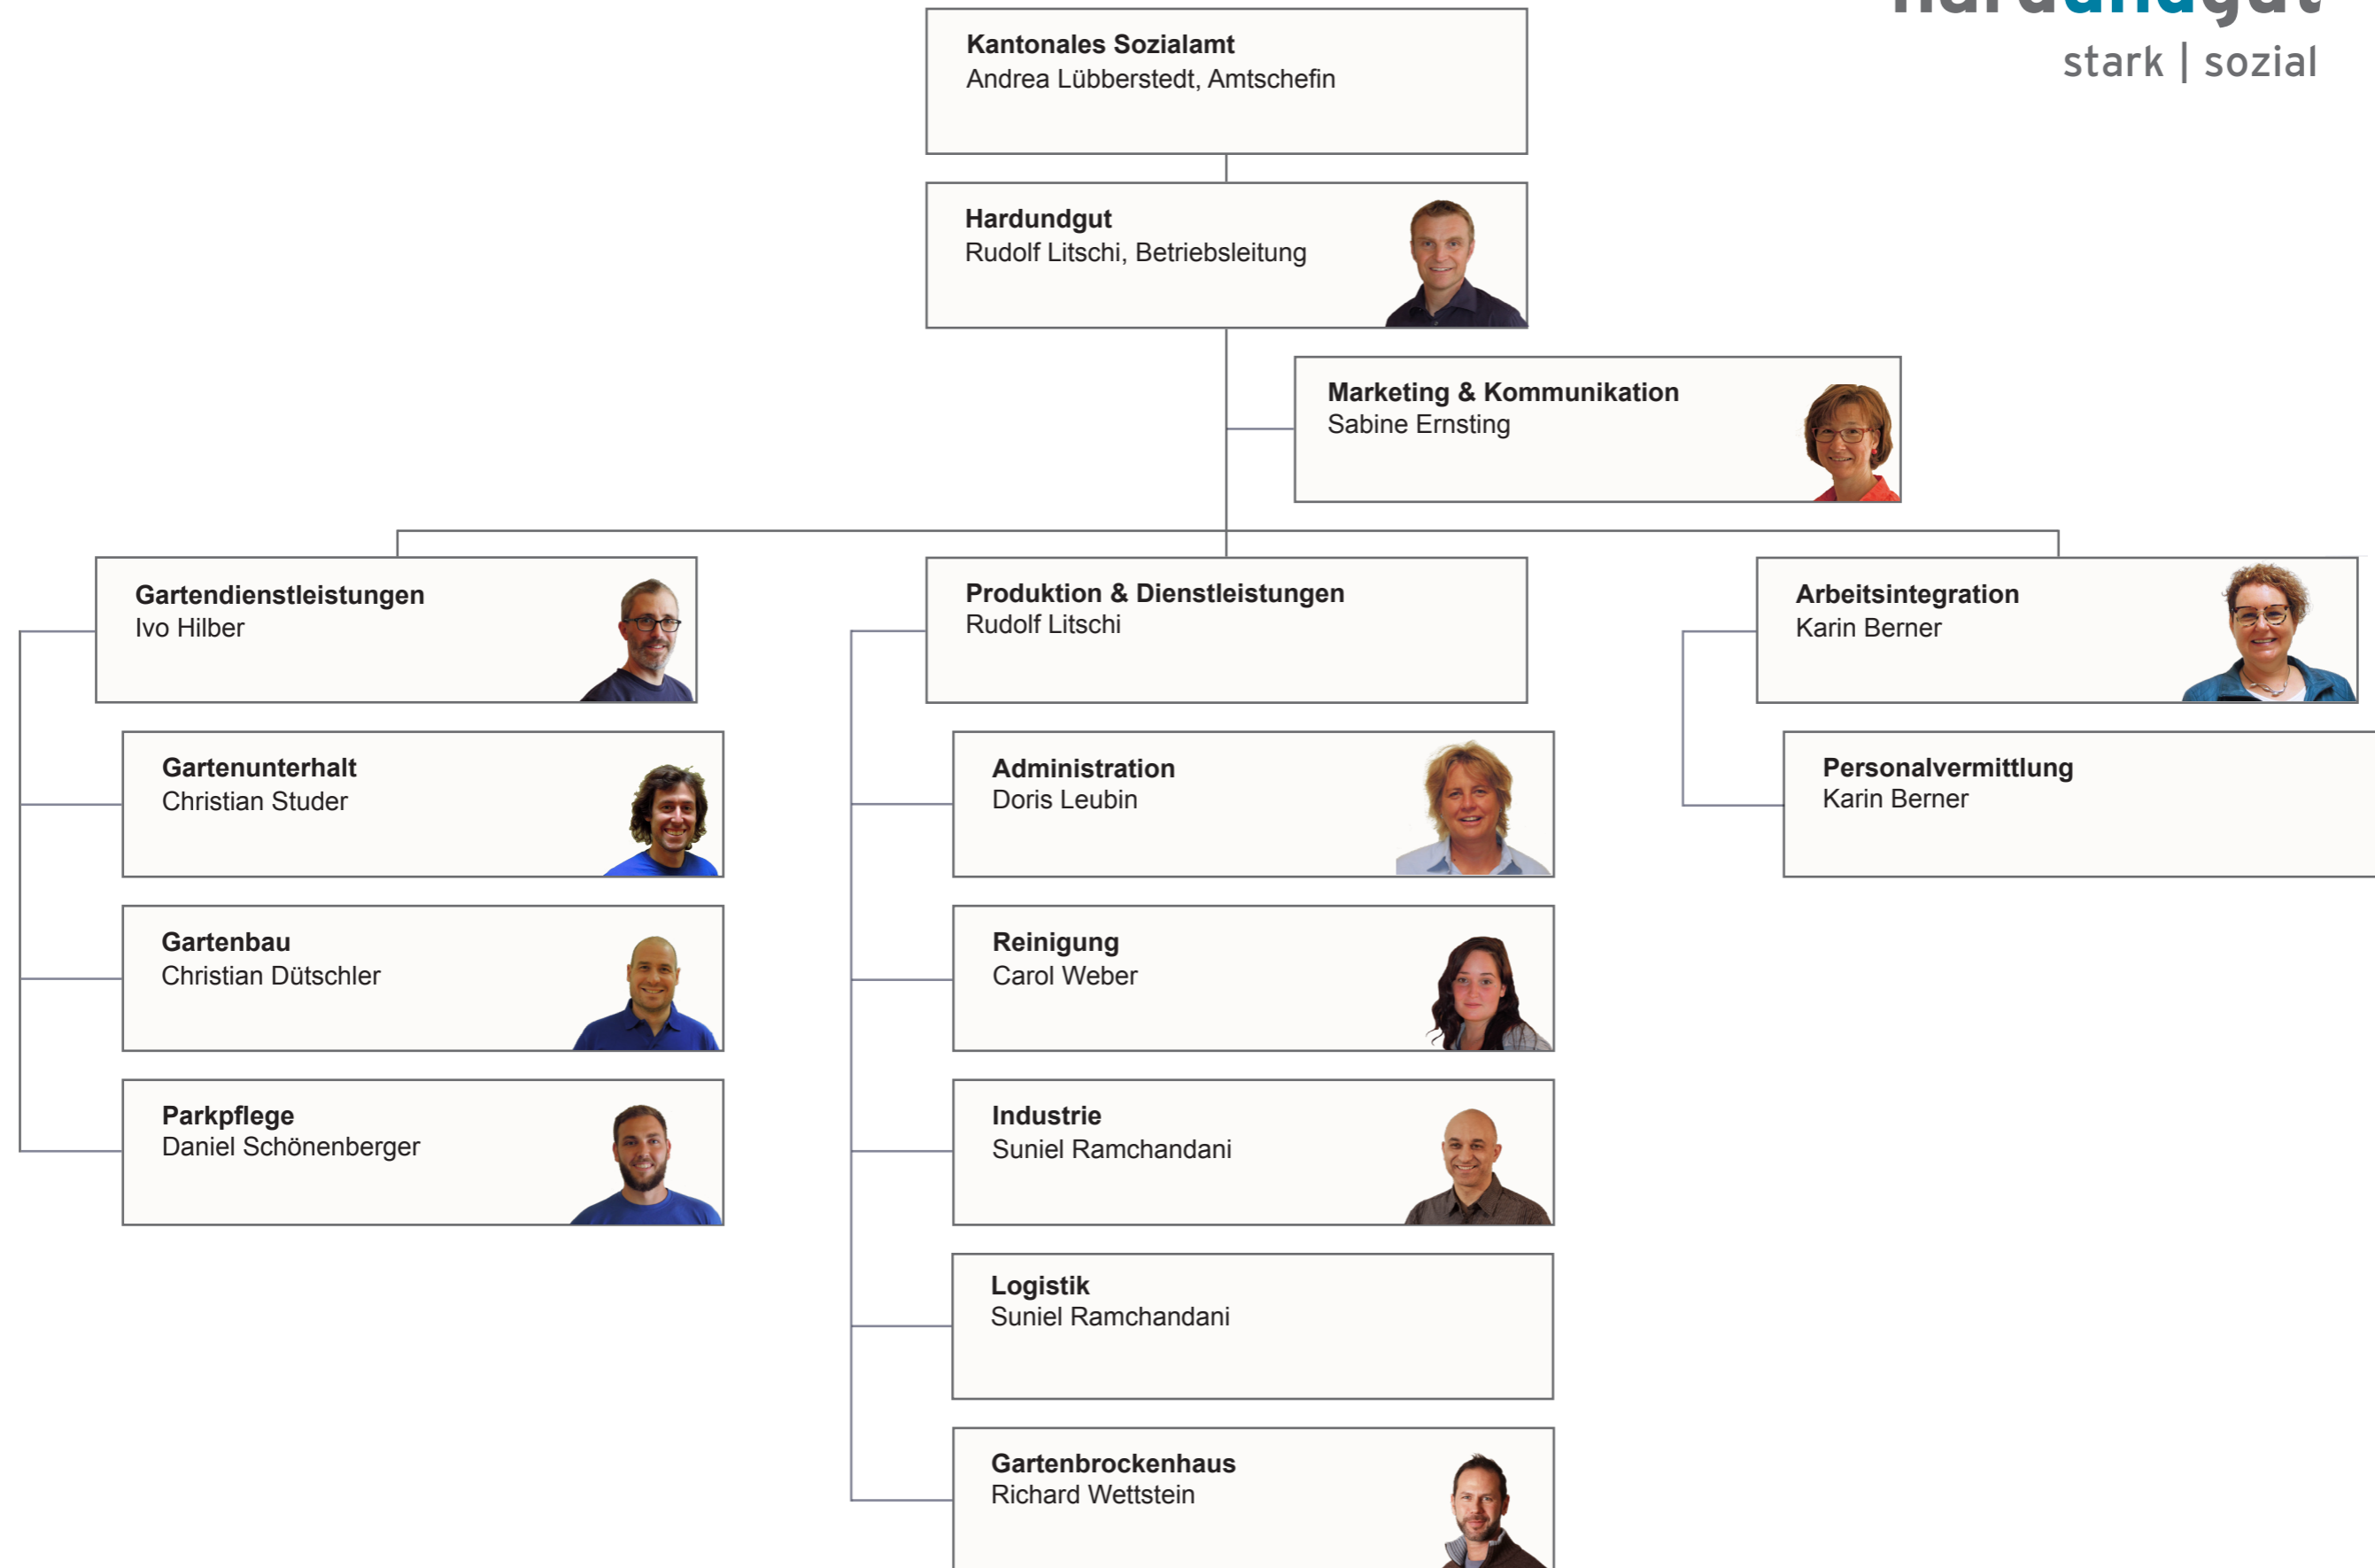 hardundgut
stark | sozial
Kantonales Sozialamt
Andrea Lübberstedt, Amtschefin
Hardundgut
Rudolf Litschi, Betriebsleitung
Marketing & Kommunikation
Sabine Ernsting
Gartendienstleistungen
Ivo Hilber
Gartenunterhalt
Christian Studer
Gartenbau
Christian Dütschler
Parkpflege
Daniel Schönenberger
Produktion & Dienstleistungen
Rudolf Litschi
Administration
Doris Leubin
Reinigung
Carol Weber
Industrie
Suniel Ramchandani
Logistik
Suniel Ramchandani
Gartenbrockenhaus
Richard Wettstein
Arbeitsintegration
Karin Berner
Personalvermittlung
Karin Berner